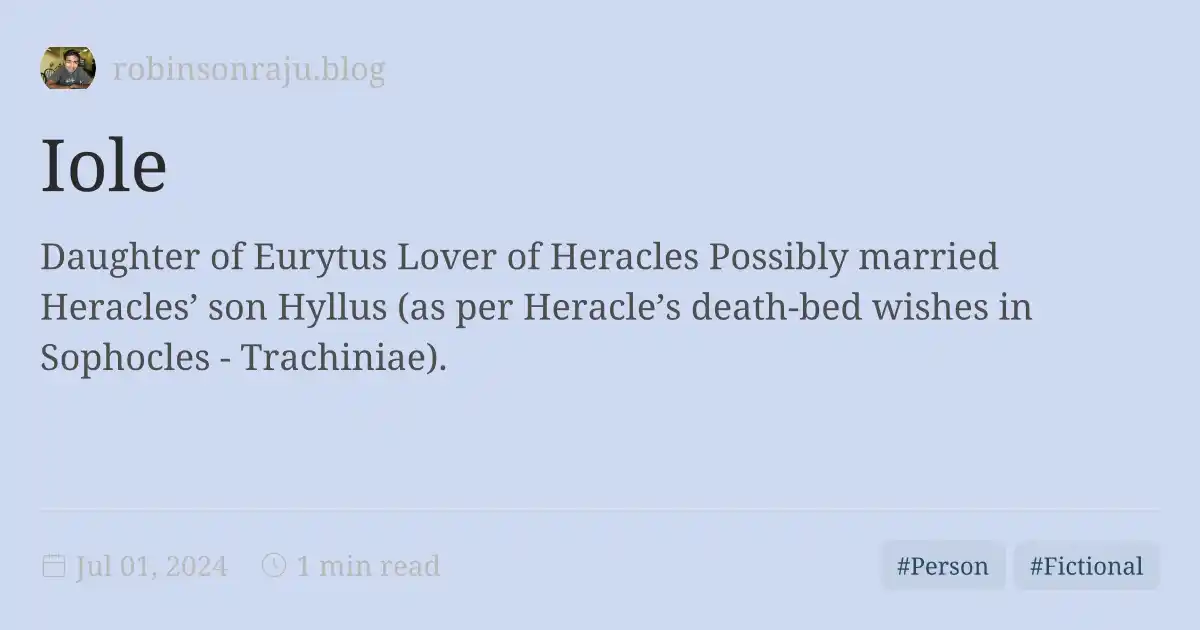 robinsonraju.blog
Iole
Daughter of Eurytus Lover of Heracles Possibly married
Heracles’ son Hyllus (as per Heracle’s death-bed wishes in
Sophocles - Trachiniae).
Jul 01, 2024 1 min read #Person #Fictional